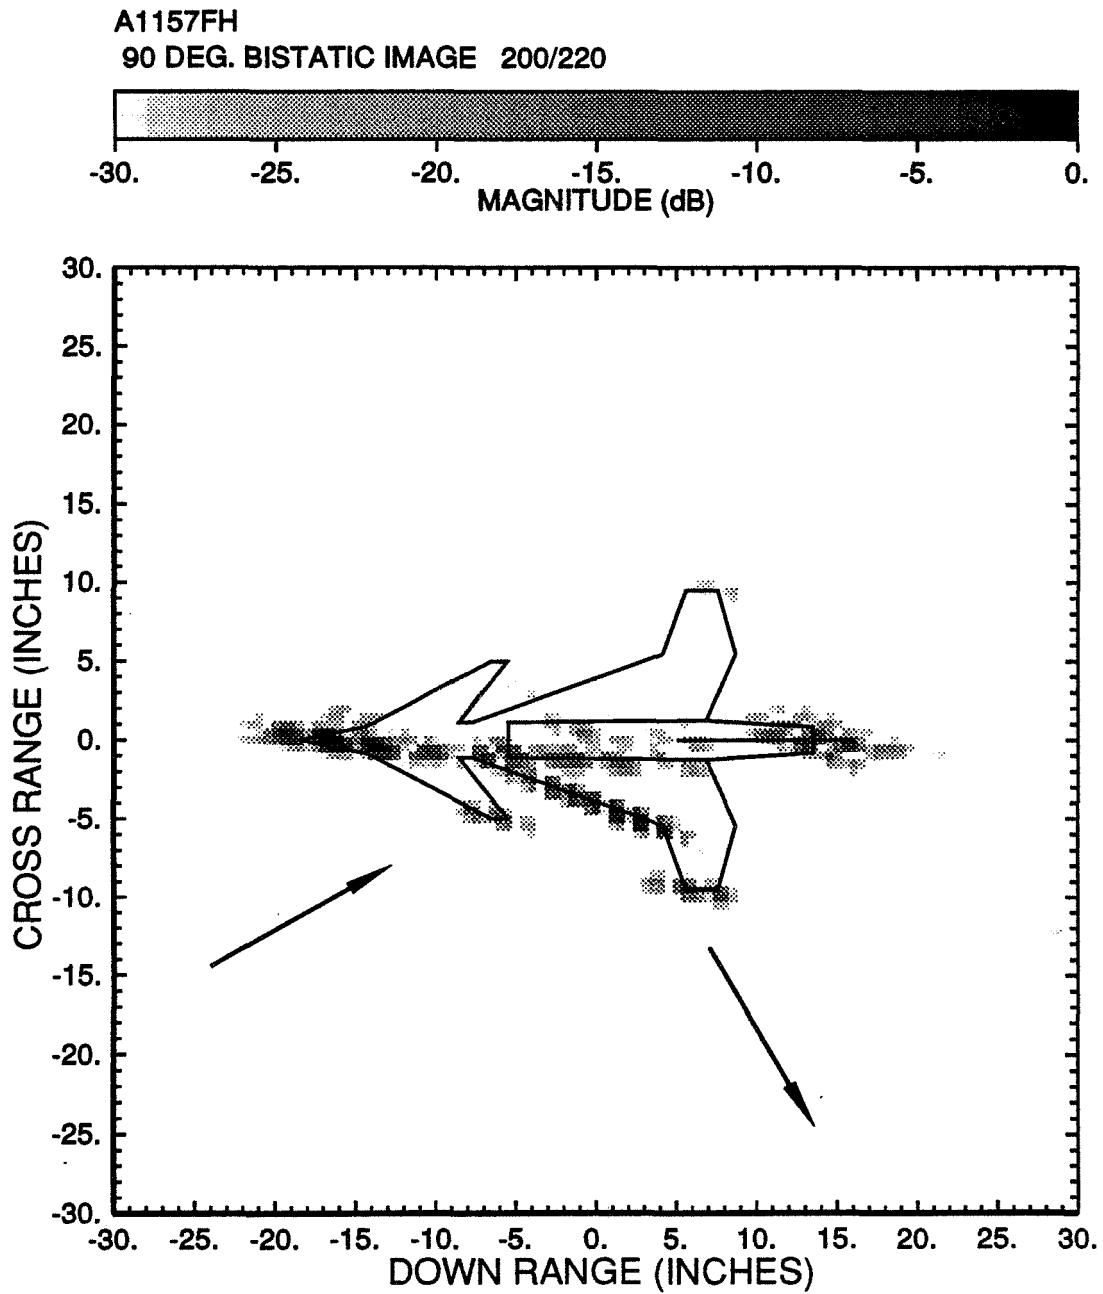 A1157FH
90 DEG. BISTATIC IMAGE 200/220
-30. -25. -20. -15. -10. -5. 0.
MAGNITUDE (dB)
30.
25.
20.
15.
10.
5.
0.
-5.
-10.
-15.
-20.
-25.
-30.
CROSS RANGE (INCHES)
-30. -25. -20. -15. -10. -5. 0. 5. 10. 15. 20. 25. 30.
DOWN RANGE (INCHES)